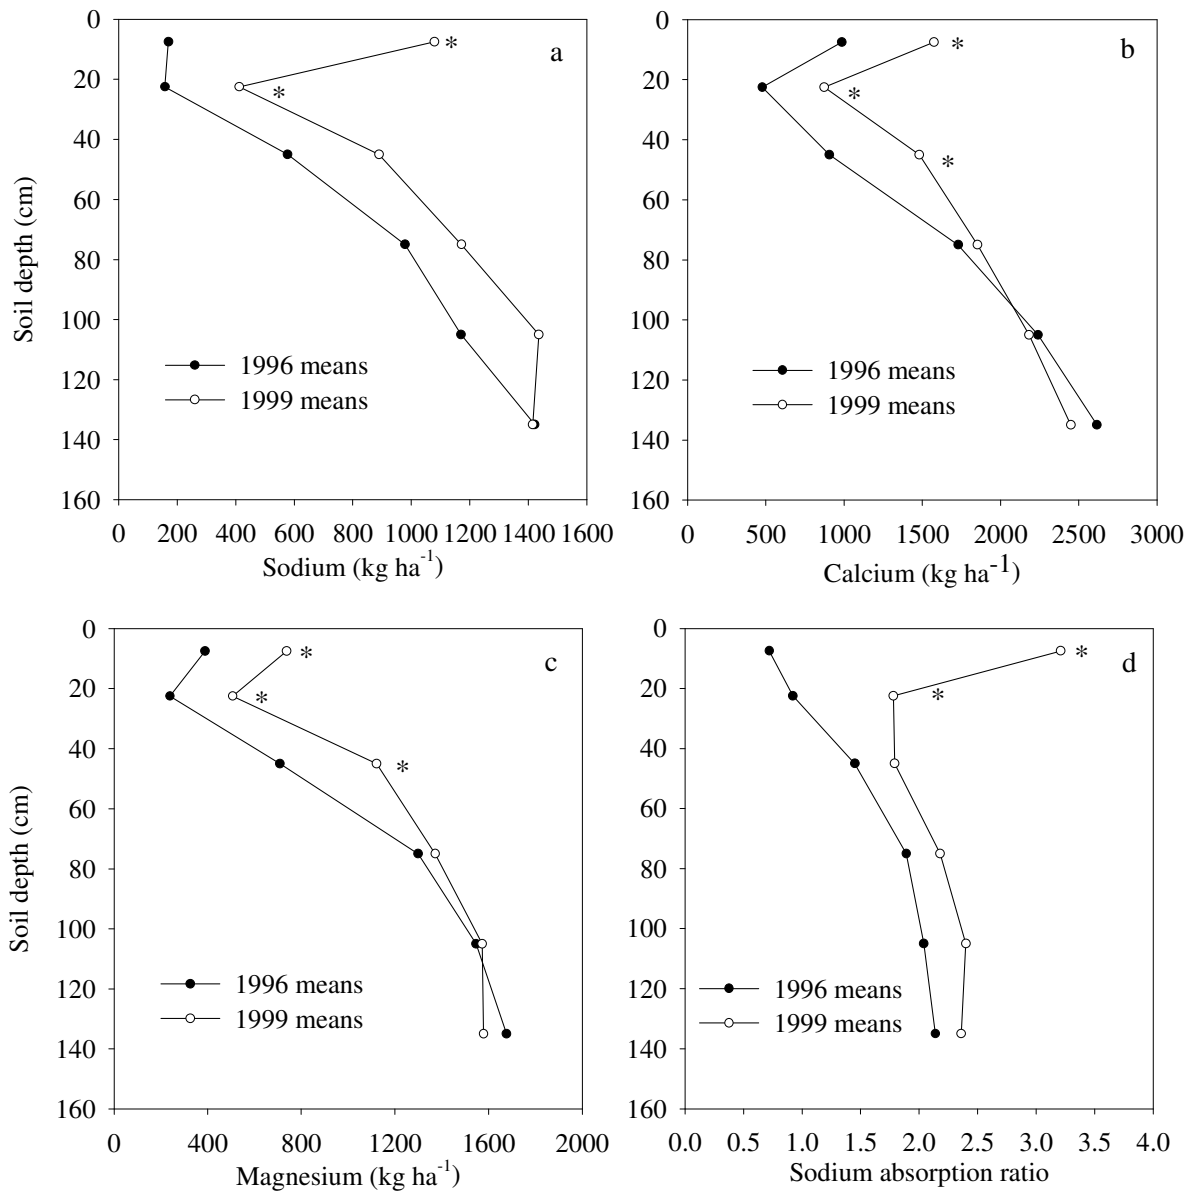 0
20
40
60
80
100
120
140
160
Soil depth (cm)
a
*
*
1996 means
1999 means
0 200 400 600 800 1000 1200 1400 1600
Sodium (kg ha-1)
0
20
40
60
80
100
120
140
160
b
*
*
*
1996 means
1999 means
0 500 1000 1500 2000 2500 3000
Calcium (kg ha-1)
0
20
40
60
80
100
120
140
160
Soil depth (cm)
c
*
*
*
1996 means
1999 means
0 400 800 1200 1600 2000
Magnesium (kg ha-1)
0
20
40
60
80
100
120
140
160
d
*
*
1996 means
1999 means
0.0 0.5 1.0 1.5 2.0 2.5 3.0 3.5 4.0
Sodium absorption ratio